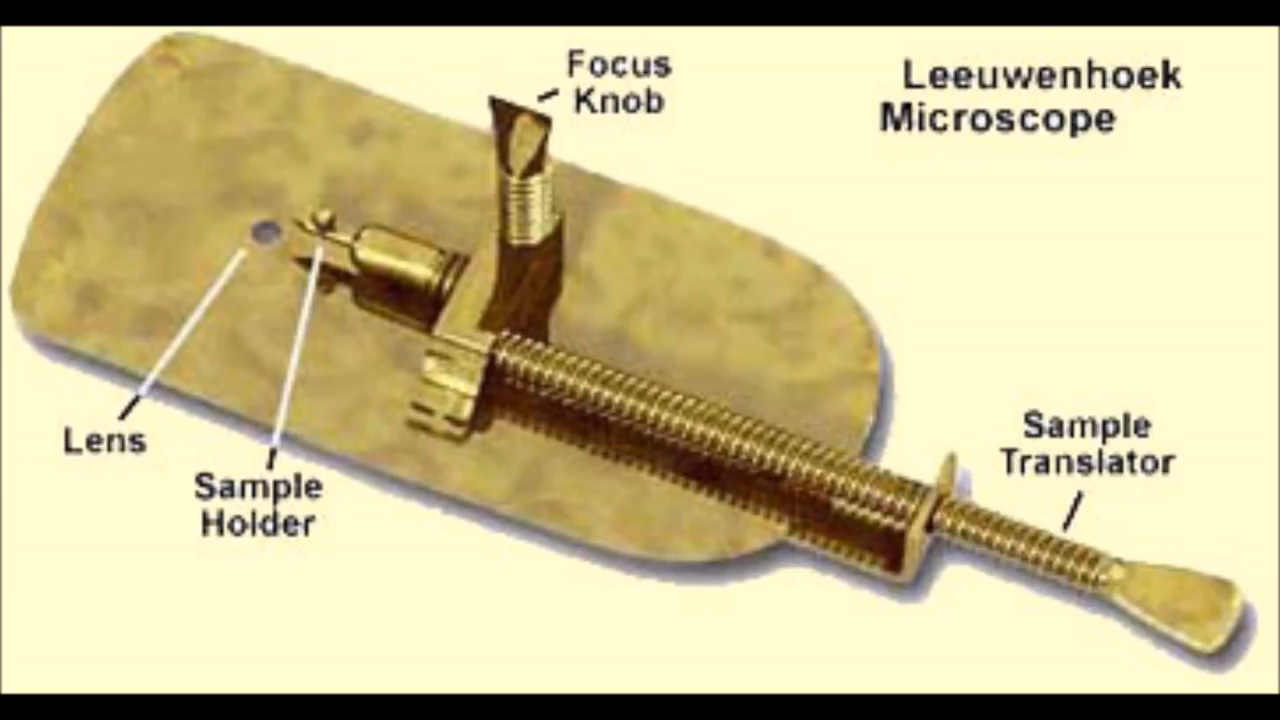 Focus
Knob
Leeuwenhoek
Microscope
Lens
Sample
Holder
Sample
Translator